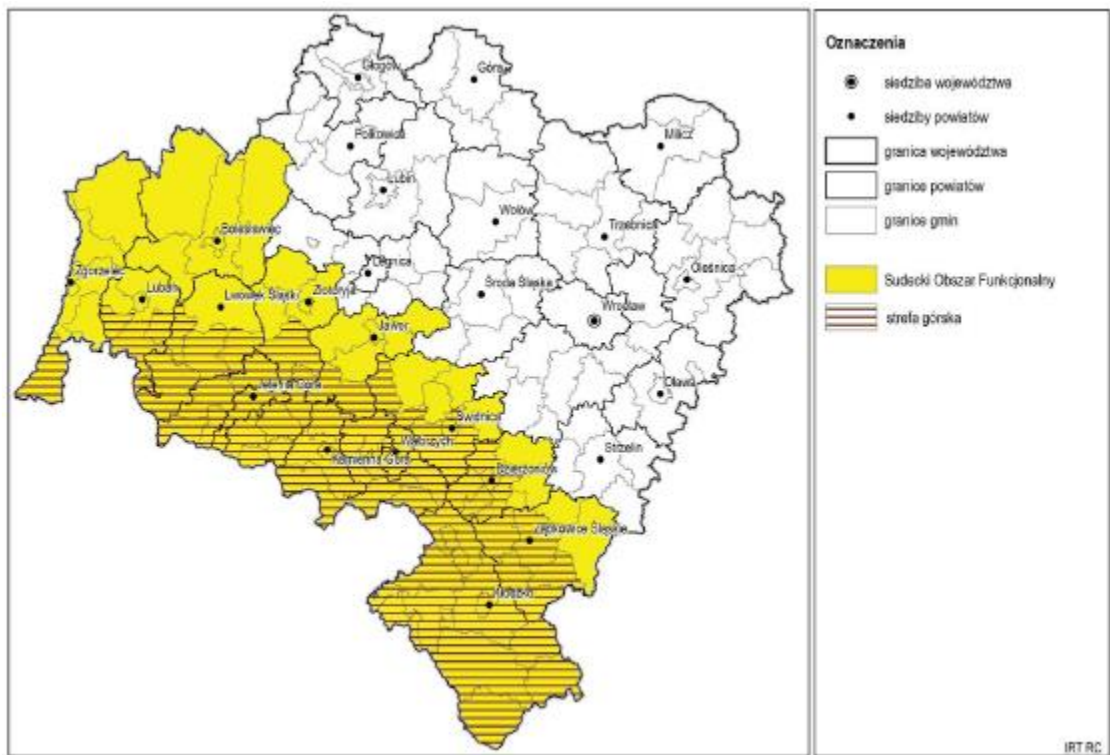 Głogów
Góra
Polkowice
Milicz
Lubin
Wołów
Trzebnica
Bolesławiec
Oleśnica
Legnica
Zgorzelec
Lubań
Lwówek Śląski
Złotoryja
Środa Śląska
Wrocław
Jawor
Jelenia Góra
Oława
Świdnica
Wałbrzych
Kamienna Góra
Strzelin
Dzierżoniów
Ząbkowice Śląskie
Kłodzko
Oznaczenia
siedziba województwa
siedziby powiatów
granica województwa
granice powiatów
granice gmin
Sudecki Obszar Funkcjonalny
strefa górska
IRT RC